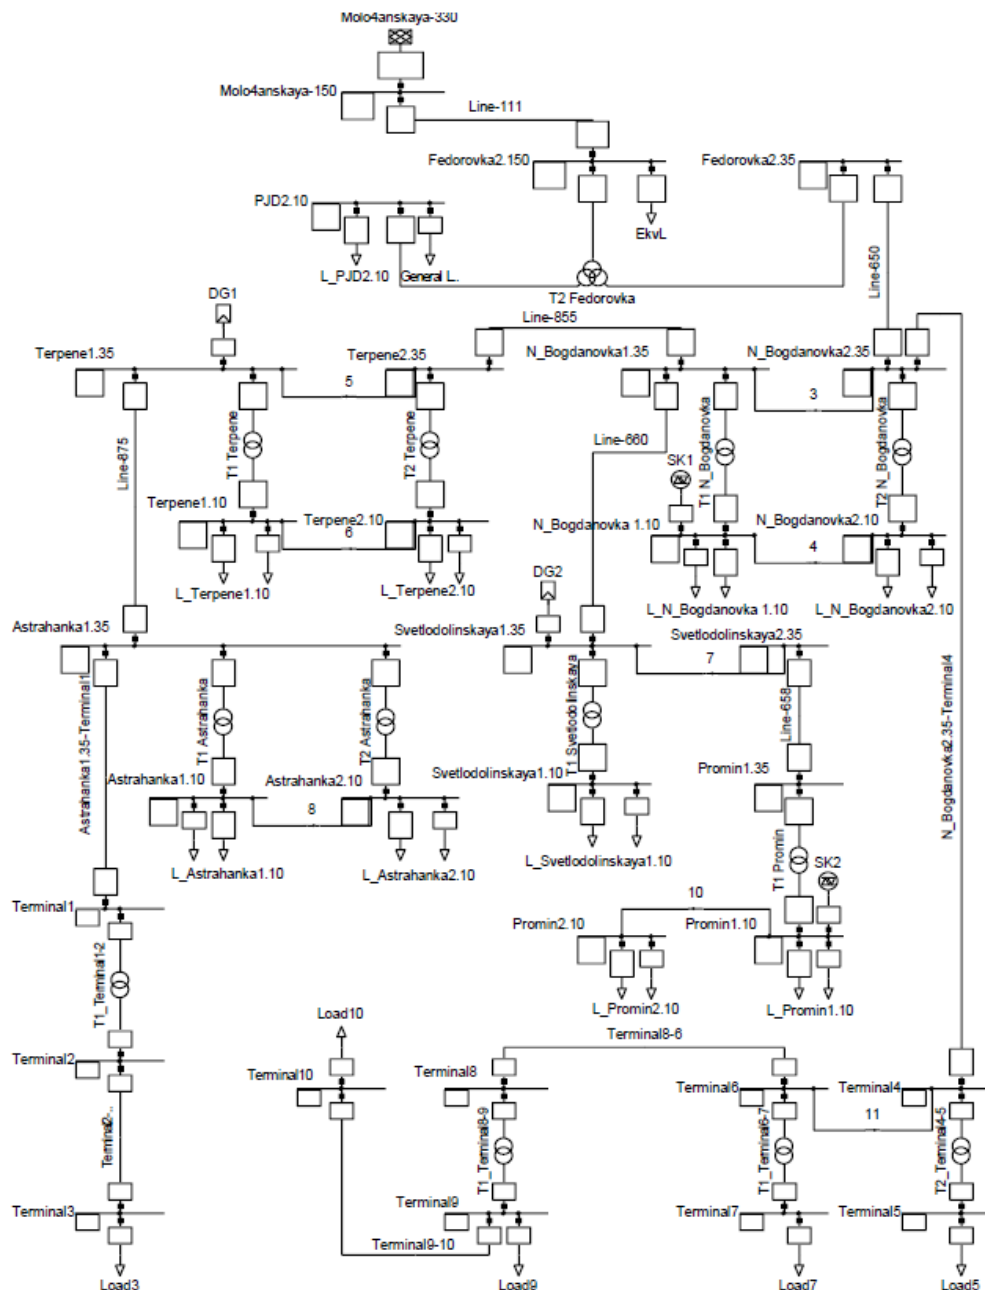 Molo4anskaya-330
Molo4anskaya-150
Line-111
Fedorovka2.150
Fedorovka2.35
PJD2.10
EkvL
L_PJD2.10
General L.
T2 Fedorovka
Line-650
DG1
Line-855
Terpene1.35
Terpene2.35
N_Bogdanovka1.35
N_Bogdanovka2.35
5
3
Line-875
T1 Terpene
T2 Terpene
Line-660
SK1
T1 N_Bogdanovka
T2 N_Bogdanovka
Terpene1.10
Terpene2.10
N_Bogdanovka 1.10
N_Bogdanovka2.10
6
4
L_Terpene1.10
L_Terpene2.10
DG2
L_N_Bogdanovka 1.10
L_N_Bogdanovka2.10
Astrahanka1.35
Svetlodolinskaya1.35
Svetlodolinskaya2.35
7
Astrahanka1.35-Terminal1
T1 Astrahanka
T2 Astrahanka
T1 Svetlodolinskaya
Line-658
N_Bogdanovka2.35-Terminal4
Astrahanka1.10
Astrahanka2.10
Svetlodolinskaya1.10
Promin1.35
8
L_Astrahanka1.10
L_Astrahanka2.10
L_Svetlodolinskaya1.10
T1 Promin
SK2
10
Terminal1
Promin2.10
Promin1.10
T1_Terminal1-2
L_Promin2.10
L_Promin1.10
Load10
Terminal8-6
Terminal2
Terminal10
Terminal8
Terminal6
Terminal4
11
Terminal2-..
T1_Terminal8-9
T1_Terminal6-7
T2_Terminal4-5
Terminal3
Terminal9
Terminal7
Terminal5
Terminal9-10
Load3
Load9
Load7
Load5